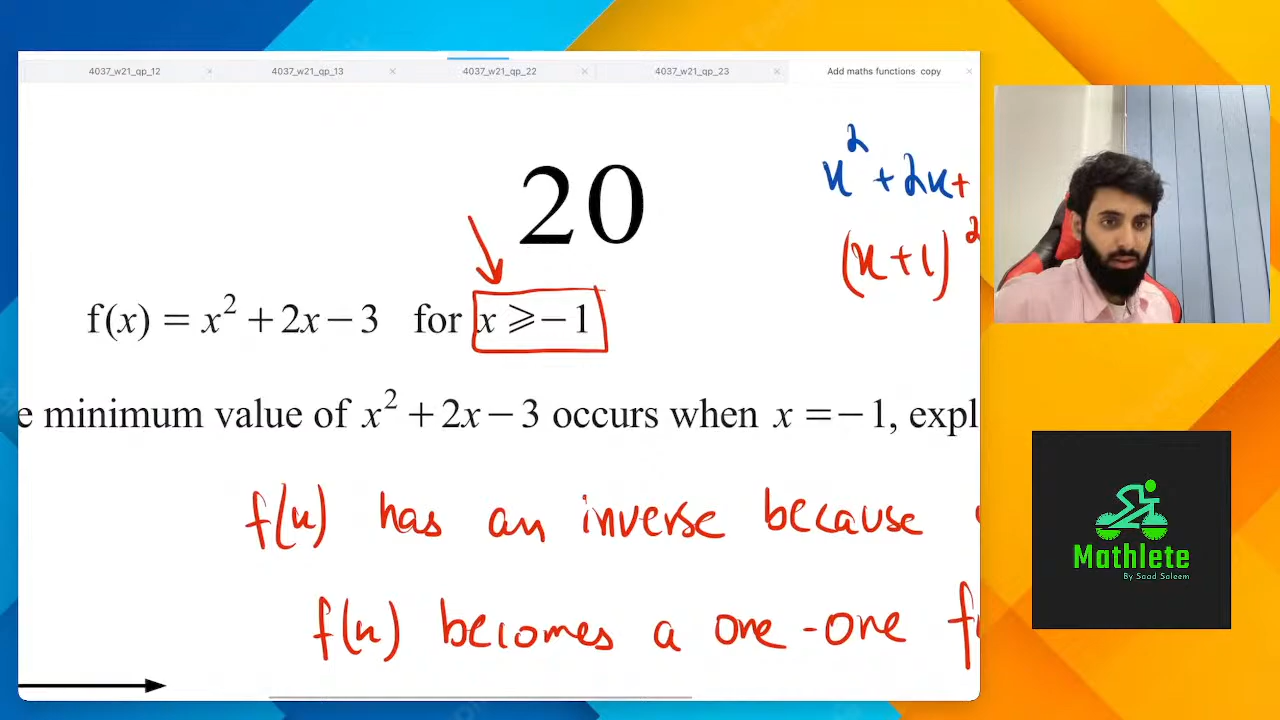 4037_w21_qp_12 4037_w21_qp_13 4037_w21_qp_22 4037_w21_qp_23 Add maths functions copy
20
x² + 2x +
(x + 1)²
f(x) = x² + 2x − 3 for x ⩾ −1
e minimum value of x² + 2x − 3 occurs when x = −1, expl
f(x) has an inverse because
f(x) becomes a one-one f
Mathlete
By Saad Saleem